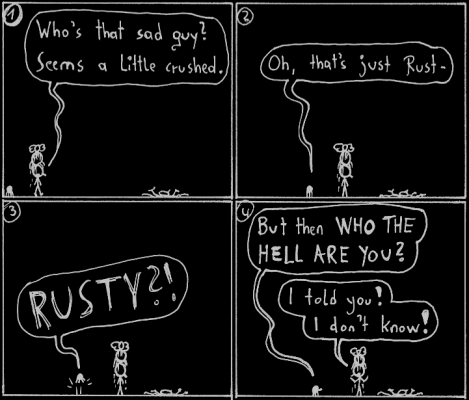 1
Who's that sad guy?
Seems a little crushed.
2
Oh, that's just Rust-
3
RUSTY?!
4
But then WHO THE
HELL ARE YOU?
I told you!
I don't know!